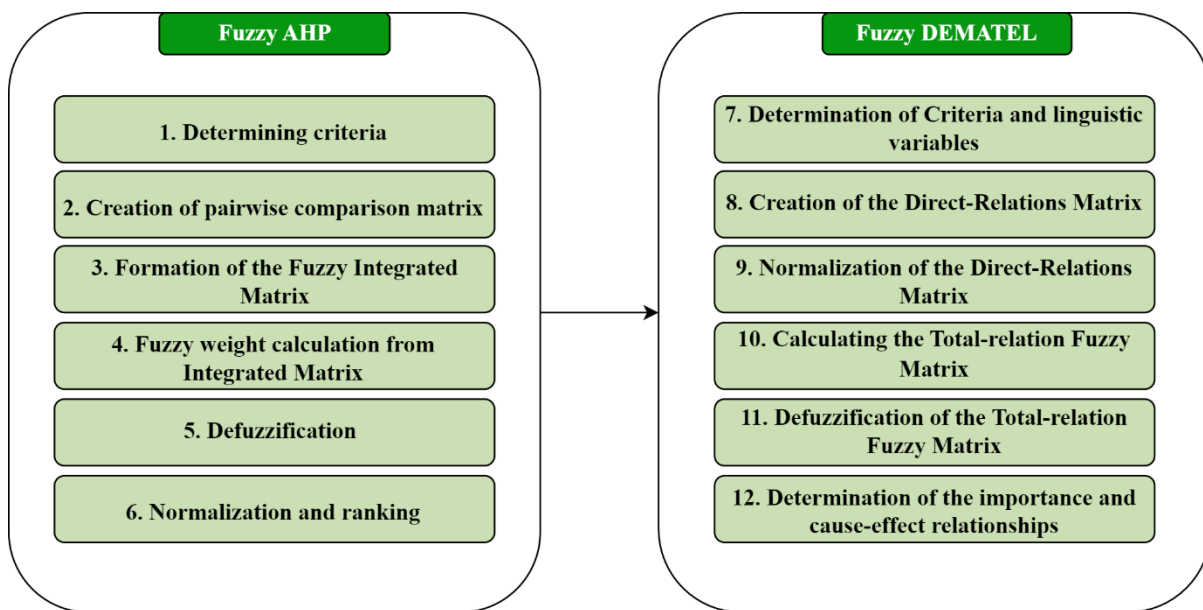 Fuzzy AHP
1. Determining criteria
2. Creation of pairwise comparison matrix
3. Formation of the Fuzzy Integrated
Matrix
4. Fuzzy weight calculation from
Integrated Matrix
5. Defuzzification
6. Normalization and ranking
Fuzzy DEMATEL
7. Determination of Criteria and linguistic
variables
8. Creation of the Direct-Relations Matrix
9. Normalization of the Direct-Relations
Matrix
10. Calculating the Total-relation Fuzzy
Matrix
11. Defuzzification of the Total-relation
Fuzzy Matrix
12. Determination of the importance and
cause-effect relationships